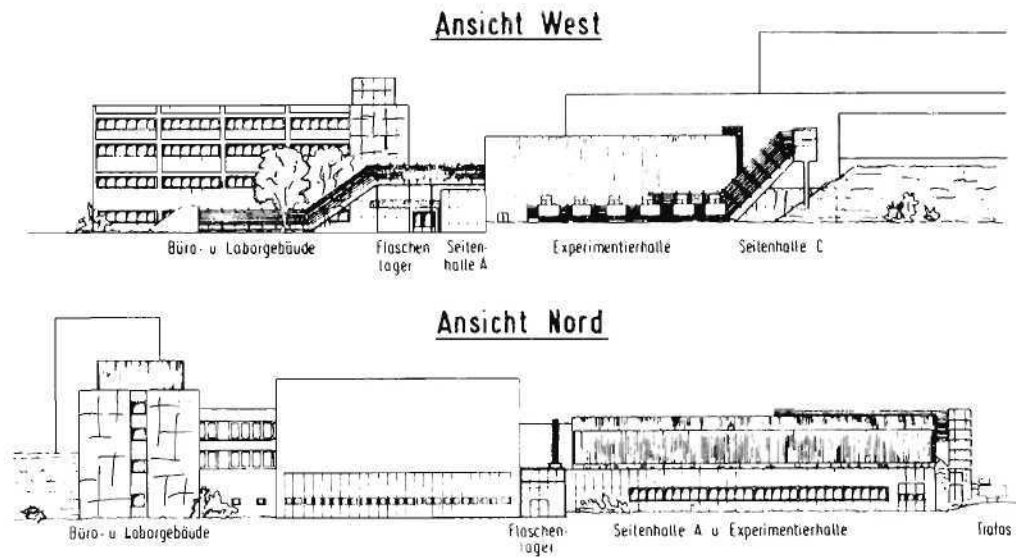 Ansicht West
Büro- u Laborgebäude
Flaschen
lager
Seiten-
halle A
Experimentierhalle
Seitenhalle C
Ansicht Nord
Büro- u Laborgebäude
Flaschen-
lager
Seitenhalle A u Experimentierhalle
Trafos